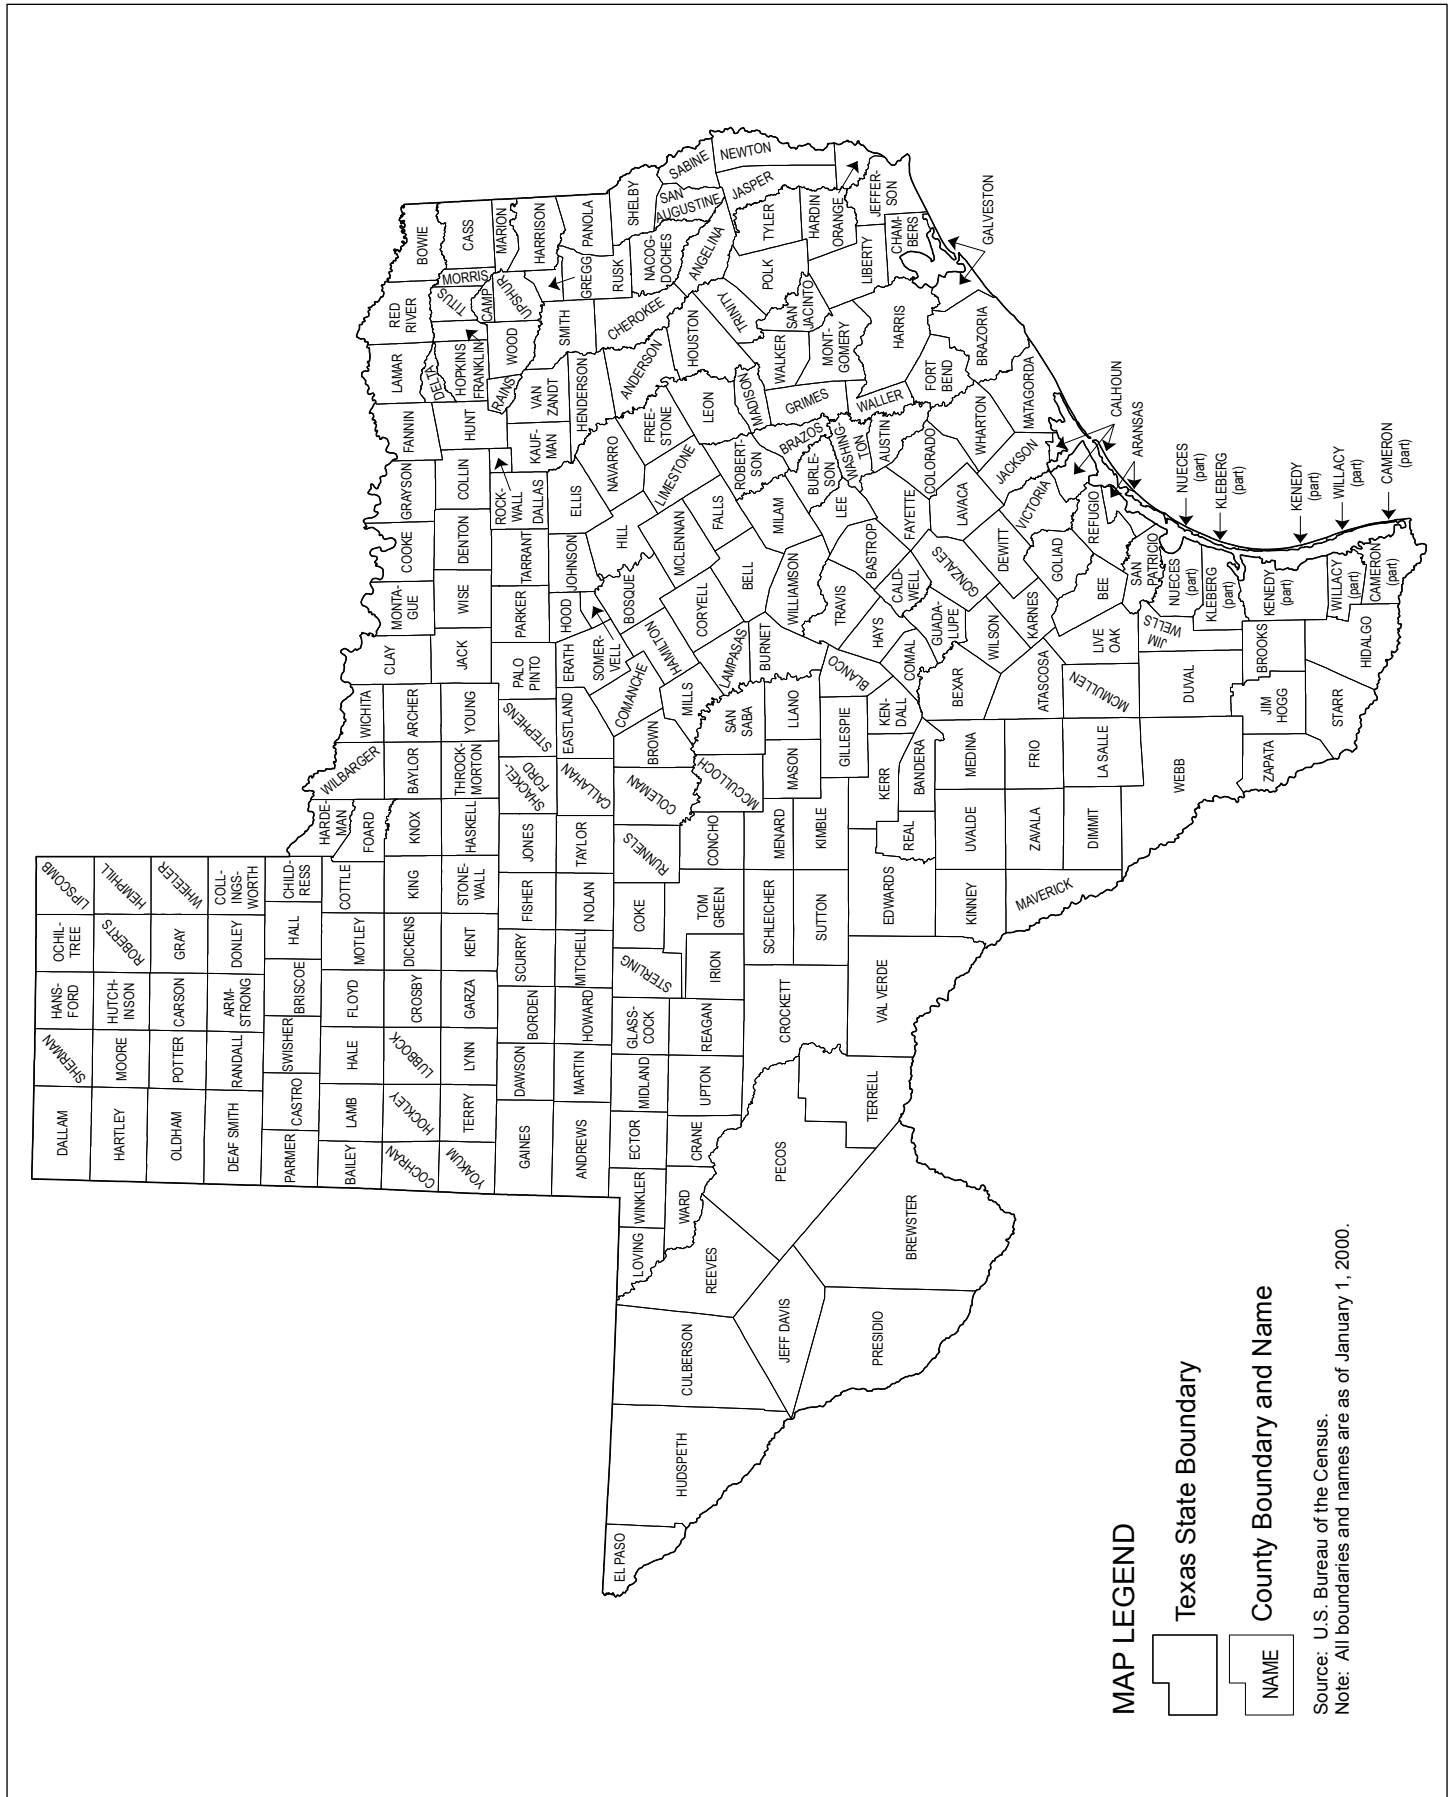 DALLAM
SHERMAN
HANS-
FORD
OCHIL-
TREE
LIPSCOMB
HARTLEY
MOORE
HUTCH-
INSON
ROBERTS
HEMPHILL
OLDHAM
POTTER
CARSON
GRAY
WHEELER
DEAF SMITH
RANDALL
ARM-
STRONG
DONLEY
COLL-
INGS-
WORTH
PARMER
CASTRO
SWISHER
BRISCOE
HALL
CHILD-
RESS
BAILEY
LAMB
HALE
FLOYD
MOTLEY
COTTLE
HARDE-
MAN
FOARD
WILBARGER
WICHITA
CLAY
MONTA-
GUE
COOKE
GRAYSON
FANNIN
LAMAR
RED
RIVER
BOWIE
COCHRAN
HOCKLEY
LUBBOCK
CROSBY
DICKENS
KING
KNOX
BAYLOR
ARCHER
JACK
WISE
DENTON
COLLIN
HUNT
DELTA
HOPKINS
FRANKLIN
TITUS
CAMP
MORRIS
CASS
MARION
YOAKUM
TERRY
LYNN
GARZA
KENT
STONE-
WALL
HASKELL
THROCK-
MORTON
YOUNG
PALO
PINTO
PARKER
TARRANT
ROCK-
WALL
DALLAS
KAUF-
MAN
RAINS
VAN
ZANDT
WOOD
UPSHUR
HARRISON
GAINES
DAWSON
BORDEN
SCURRY
FISHER
JONES
SHACKEL-
FORD
STEPHENS
HOOD
JOHNSON
ELLIS
HENDERSON
SMITH
GREGG
PANOLA
RUSK
ANDREWS
MARTIN
HOWARD
MITCHELL
NOLAN
TAYLOR
CALLAHAN
EASTLAND
ERATH
SOMER-
VELL
BOSQUE
HILL
NAVARRO
ANDERSON
CHEROKEE
SHELBY
EL PASO
HUDSPETH
CULBERSON
LOVING
WINKLER
ECTOR
MIDLAND
GLASS-
COCK
STERLING
COKE
RUNNELS
COLEMAN
BROWN
COMANCHE
HAMILTON
MCLENNAN
LIMESTONE
FREE-
STONE
HOUSTON
NACOG-
DOCHES
SAN
AUGUSTINE
SABINE
REEVES
WARD
CRANE
UPTON
REAGAN
IRION
TOM
GREEN
CONCHO
MCCULLOCH
MILLS
SAN
SABA
LAMPASAS
CORYELL
BELL
FALLS
ROBERT-
SON
LEON
MADISON
TRINITY
ANGELINA
POLK
TYLER
JASPER
NEWTON
JEFF DAVIS
PECOS
CROCKETT
SCHLEICHER
MENARD
MASON
LLANO
BURNET
WILLIAMSON
MILAM
BRAZOS
GRIMES
WALKER
SAN
JACINTO
HARDIN
ORANGE
PRESIDIO
BREWSTER
TERRELL
VAL VERDE
SUTTON
KIMBLE
GILLESPIE
BLANCO
TRAVIS
LEE
BURLE-
SON
WASHING-
TON
MONT-
GOMERY
LIBERTY
JEFFER-
SON
EDWARDS
REAL
KERR
BANDERA
KEN-
DALL
COMAL
HAYS
CALD-
WELL
BASTROP
FAYETTE
AUSTIN
WALLER
HARRIS
CHAM-
BERS
GALVESTON
KINNEY
UVALDE
MEDINA
BEXAR
GUADA-
LUPE
GONZALES
LAVACA
COLORADO
WHARTON
FORT
BEND
BRAZORIA
MAVERICK
ZAVALA
FRIO
ATASCOSA
WILSON
KARNES
DEWITT
VICTORIA
JACKSON
MATAGORDA
DIMMIT
LA SALLE
MCMULLEN
LIVE
OAK
BEE
GOLIAD
REFUGIO
CALHOUN
ARANSAS
WEBB
DUVAL
JIM
WELLS
SAN
PATRICIO
NUECES
(part)
NUECES
(part)
KLEBERG
(part)
KLEBERG
(part)
ZAPATA
JIM
HOGG
BROOKS
KENEDY
(part)
KENEDY
(part)
STARR
HIDALGO
WILLACY
(part)
WILLACY
(part)
CAMERON
(part)
CAMERON
(part)
MAP LEGEND
Texas State Boundary
NAME
County Boundary and Name
Source: U.S. Bureau of the Census.
Note: All boundaries and names are as of January 1, 2000.